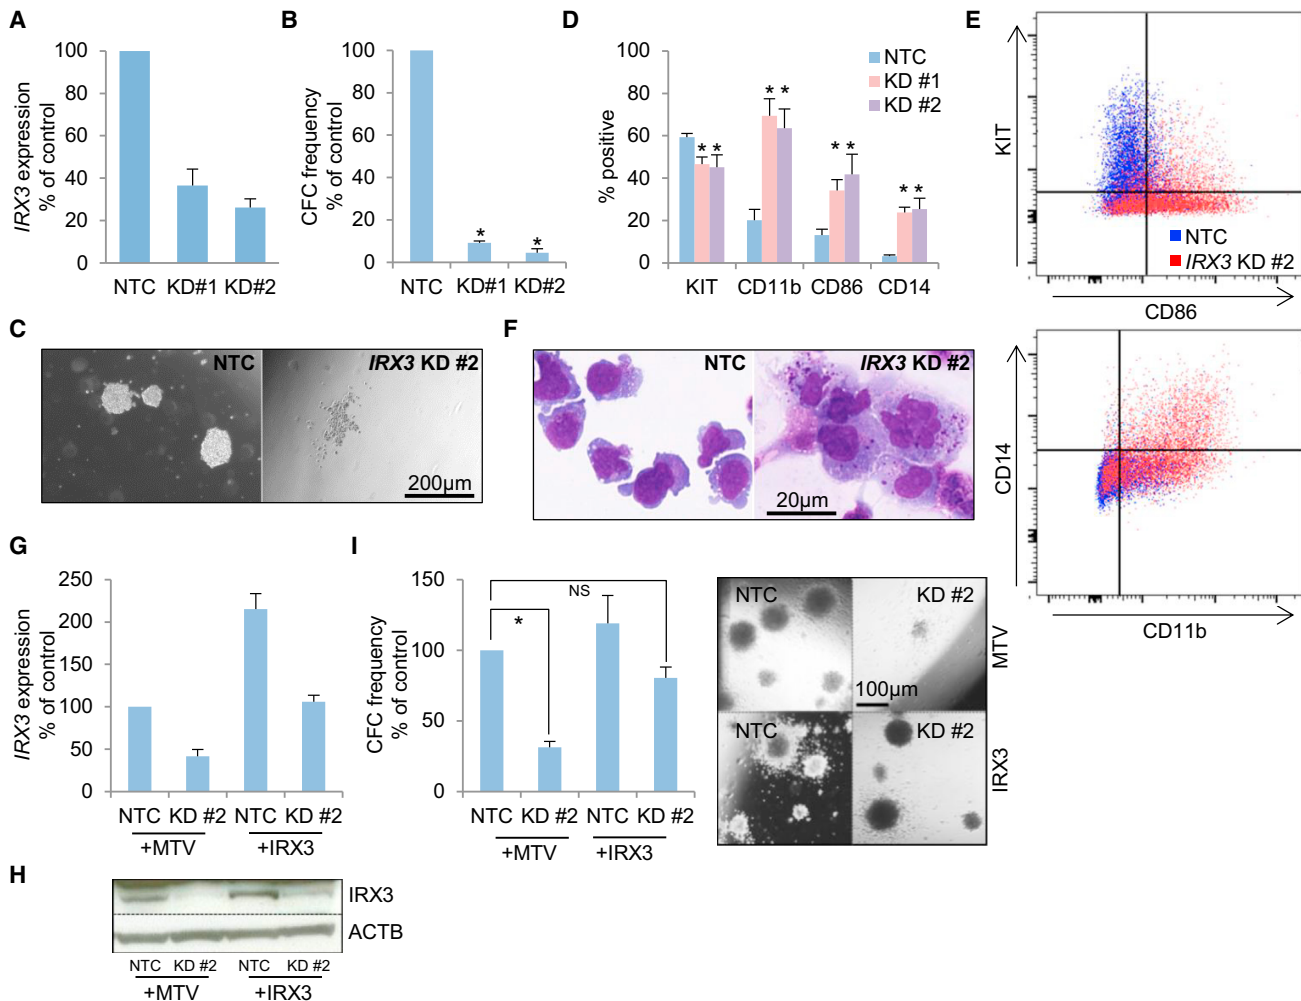 A
IRX3 expression
% of control
100
80
60
40
20
0
NTC KD#1 KD#2
B
CFC frequency
% of control
100
80
60
40
20
0
NTC KD#1 KD#2
* *
D
% positive
100
80
60
40
20
0
NTC
KD #1
KD #2
* *
* *
* *
* *
KIT CD11b CD86 CD14
E
KIT
NTC
IRX3 KD #2
CD86
CD14
CD11b
C
NTC
IRX3 KD #2
200µm
F
NTC
IRX3 KD #2
20µm
G
IRX3 expression
% of control
250
200
150
100
50
0
NTC KD #2 NTC KD #2
+MTV +IRX3
I
CFC frequency
% of control
150
100
50
0
NS
*
NTC KD #2 NTC KD #2
+MTV +IRX3
NTC KD #2
MTV
100µm
NTC KD #2
IRX3
H
IRX3
ACTB
NTC KD #2 NTC KD #2
+MTV +IRX3